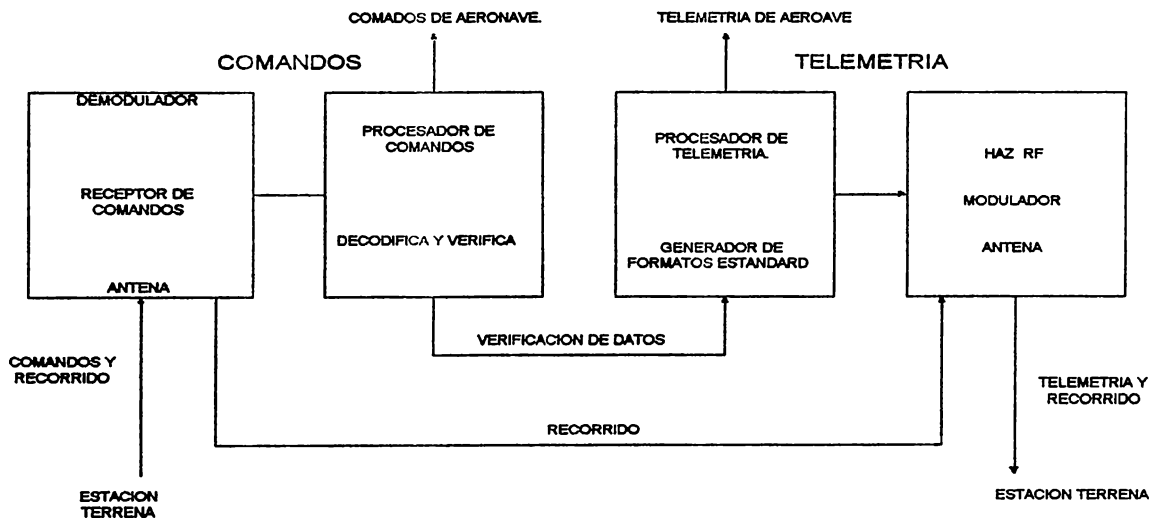 COMADOS DE AERONAVE.
TELEMETRIA DE AEROAVE
COMANDOS
TELEMETRIA
DEMODULADOR
RECEPTOR DE
COMANDOS
ANTENA
PROCESADOR DE
COMANDOS
DECODIFICA Y VERIFICA
PROCESADOR DE
TELEMETRIA.
GENERADOR DE
FORMATOS ESTANDARD
HAZ RF
MODULADOR
ANTENA
VERIFICACION DE DATOS
COMANDOS Y
RECORRIDO
TELEMETRIA Y
RECORRIDO
RECORRIDO
ESTACION
TERRENA
ESTACION TERRENA